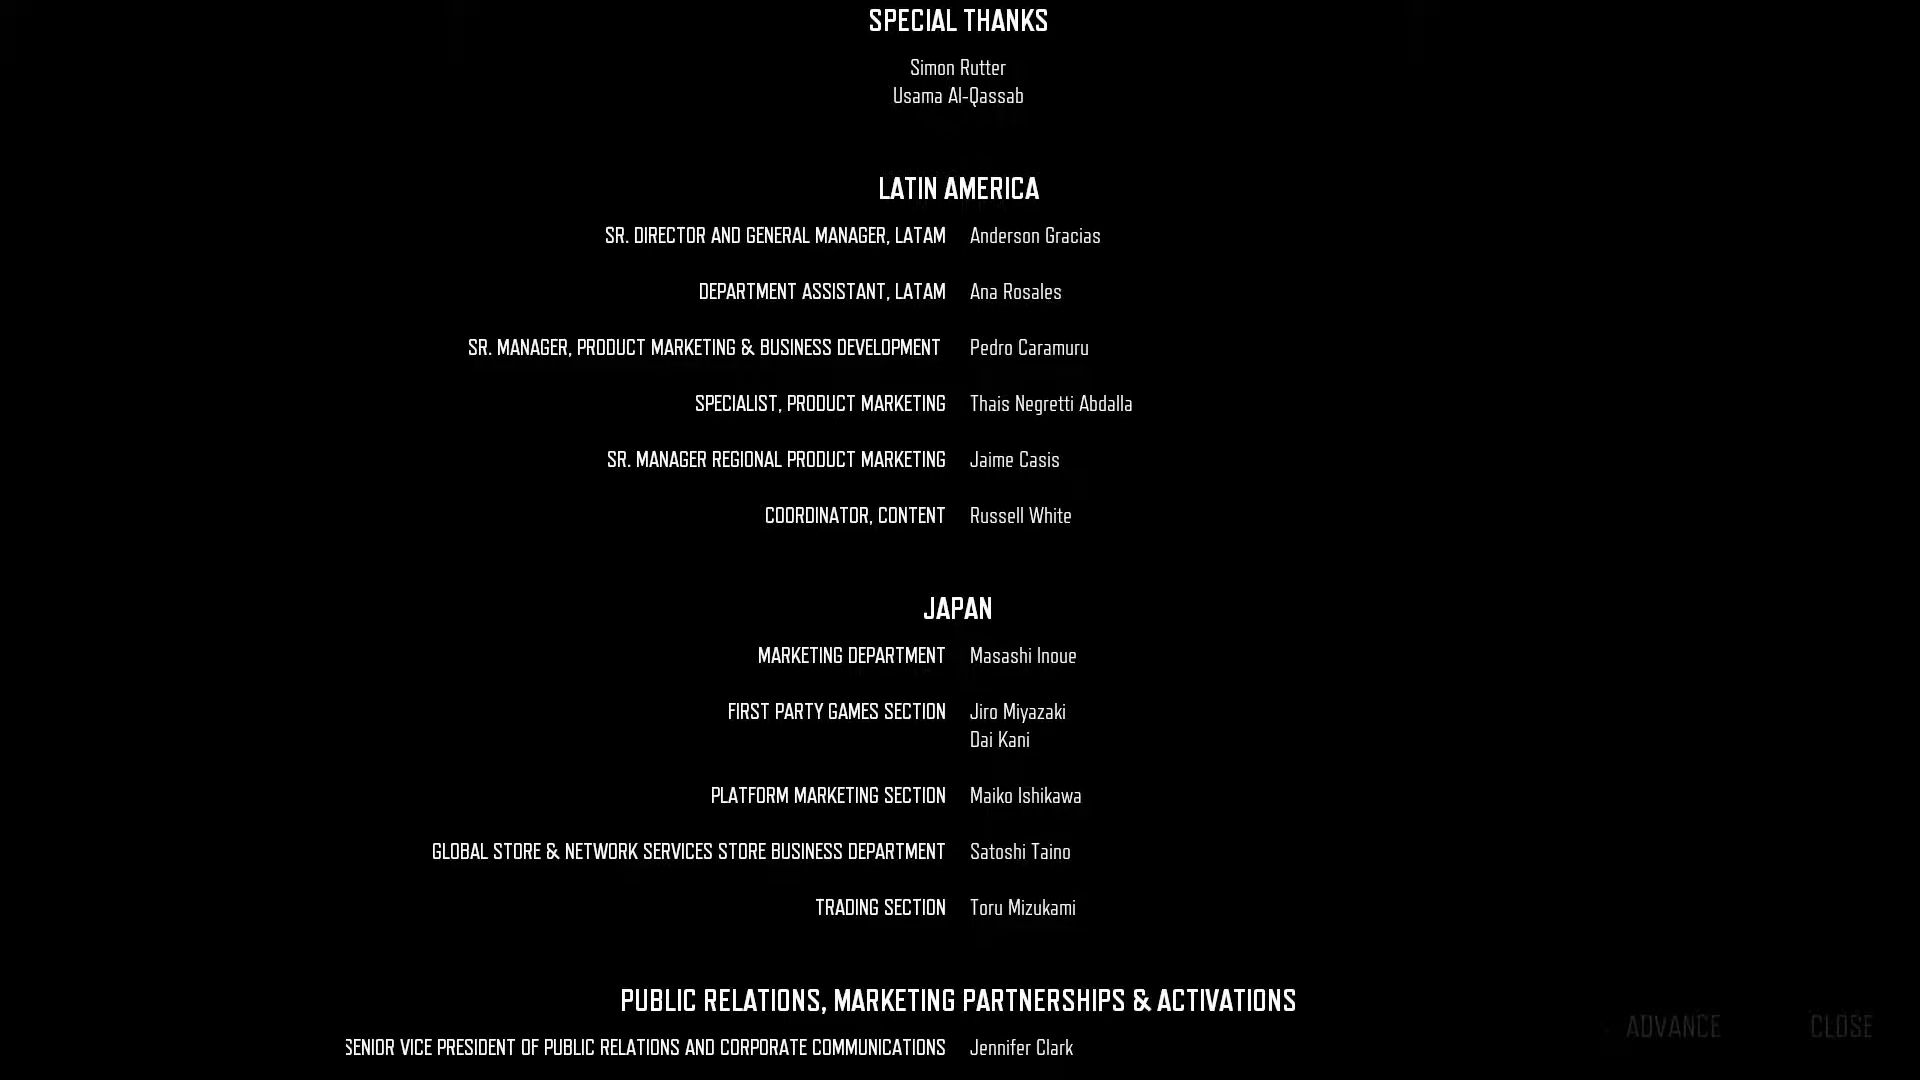 SPECIAL THANKS
Simon Rutter
Usama Al-Qassab
LATIN AMERICA
SR. DIRECTOR AND GENERAL MANAGER, LATAM Anderson Gracias
DEPARTMENT ASSISTANT, LATAM Ana Rosales
SR. MANAGER, PRODUCT MARKETING & BUSINESS DEVELOPMENT Pedro Caramuru
SPECIALIST, PRODUCT MARKETING Thais Negretti Abdalla
SR. MANAGER REGIONAL PRODUCT MARKETING Jaime Casis
COORDINATOR, CONTENT Russell White
JAPAN
MARKETING DEPARTMENT Masashi Inoue
FIRST PARTY GAMES SECTION Jiro Miyazaki
Dai Kani
PLATFORM MARKETING SECTION Maiko Ishikawa
GLOBAL STORE & NETWORK SERVICES STORE BUSINESS DEPARTMENT Satoshi Taino
TRADING SECTION Toru Mizukami
PUBLIC RELATIONS, MARKETING PARTNERSHIPS & ACTIVATIONS
SENIOR VICE PRESIDENT OF PUBLIC RELATIONS AND CORPORATE COMMUNICATIONS Jennifer Clark
ADVANCE CLOSE